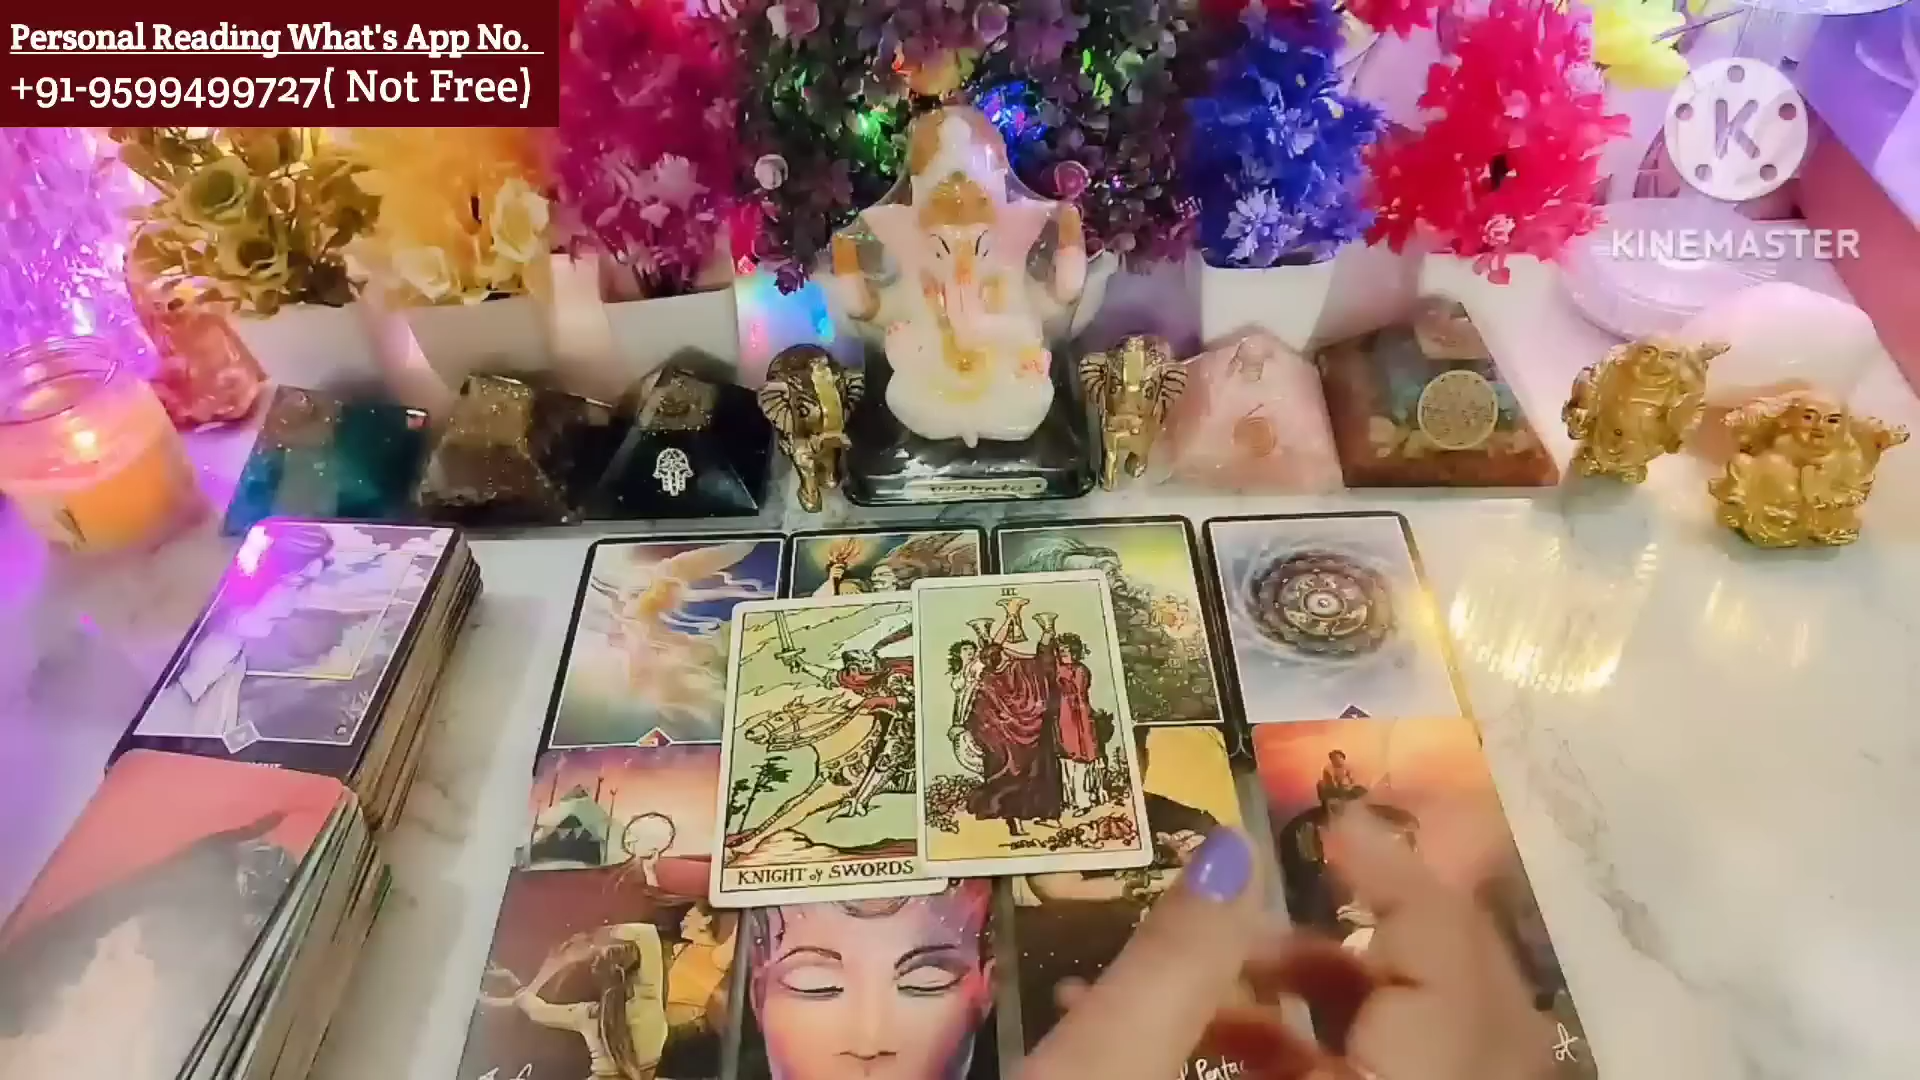 Personal Reading What's App No.
+91-9599499727( Not Free)
K
KINEMASTER
III
KNIGHT of SWORDS